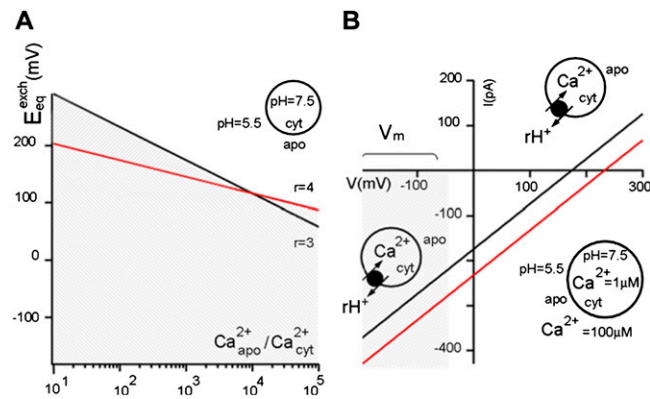 A
E_eq^exch (mV)
200
100
0
-100
pH=5.5
pH=7.5
cyt
apo
r=4
r=3
Ca²⁺apo/Ca²⁺cyt
10¹ 10² 10³ 10⁴ 10⁵
B
I(pA)
200
100
-100
-400
V(mV)
-100
100
200
300
Vm
Ca²⁺
cyt
apo
rH⁺
Ca²⁺
cyt
apo
rH⁺
pH=5.5
pH=7.5
Ca²⁺=1µM
apo
cyt
Ca²⁺=100µM